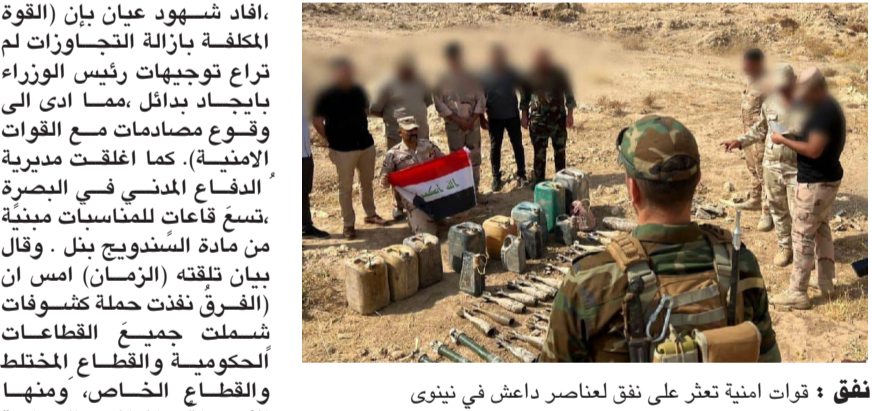 ،افاد شهود عيان بإن (القوة
المكلفة بازالة التجاوزات لم
تراع توجيهات رئيس الوزراء
بايجاد بدائل ،مما ادى الى
وقوع مصادمات مع القوات
الامنية). كما اغلقت مديرية
الدفاع المدني في البصرة
،تسعَ قاعات للمناسبات مبنيةً
من مادة السندويج بنل . وقال
بيان تلقته (الزمان) امس ان
(الفرقُ نفذت حملة كشوفات
شملت جميعَ القطاعات
الحكومية والقطاع المختلط
والقطاع الخاص، ومنها
الله اكبر
نفق : قوات امنية تعثر على نفق لعناصر داعش في نينوى